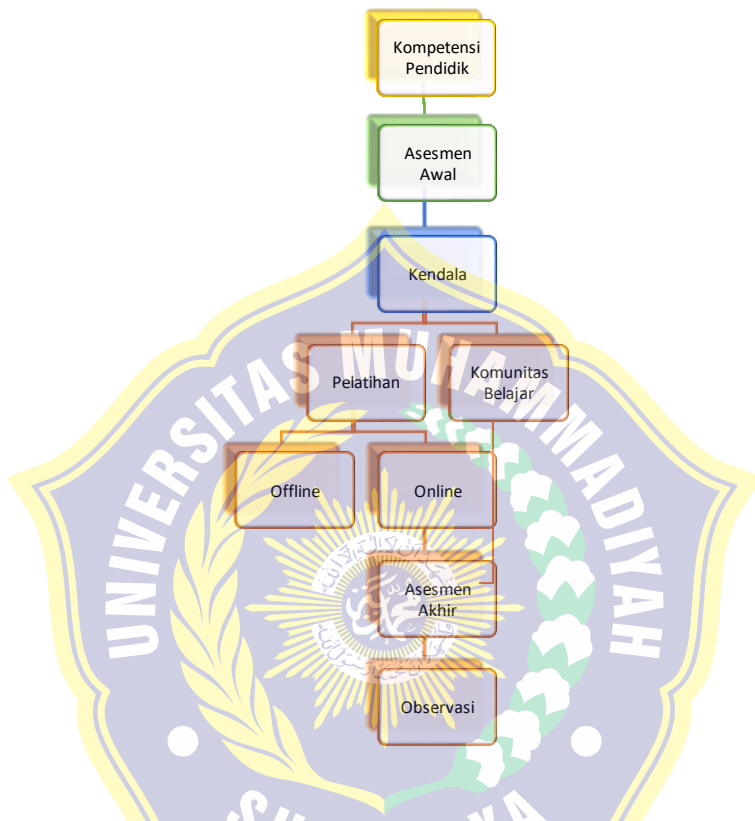 Kompetensi
Pendidik
Asesmen
Awal
Kendala
Pelatihan
Komunitas
Belajar
Offline
Online
Asesmen
Akhir
Observasi
UNIVERSITAS MUHAMMADIYAH